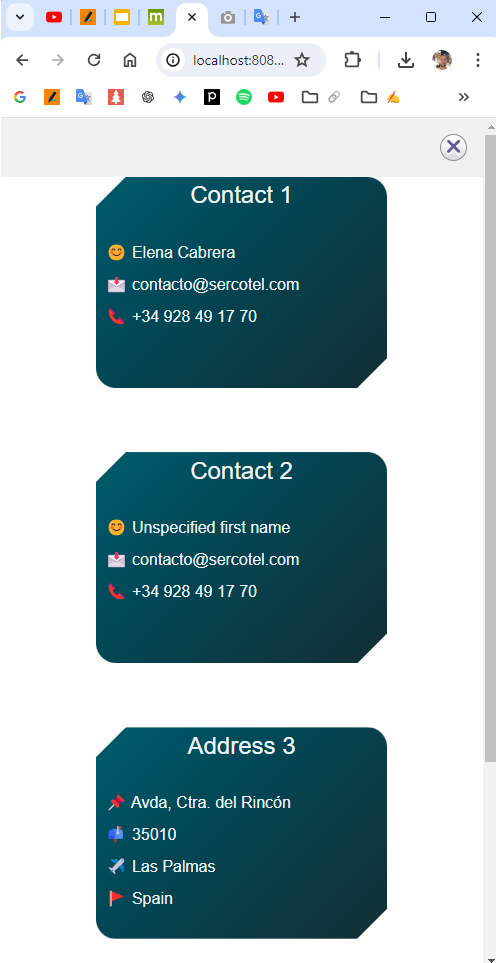 localhost:808...
Contact 1
Elena Cabrera
contacto@sercotel.com
+34 928 49 17 70
Contact 2
Unspecified first name
contacto@sercotel.com
+34 928 49 17 70
Address 3
Avda, Ctra. del Rincón
35010
Las Palmas
Spain